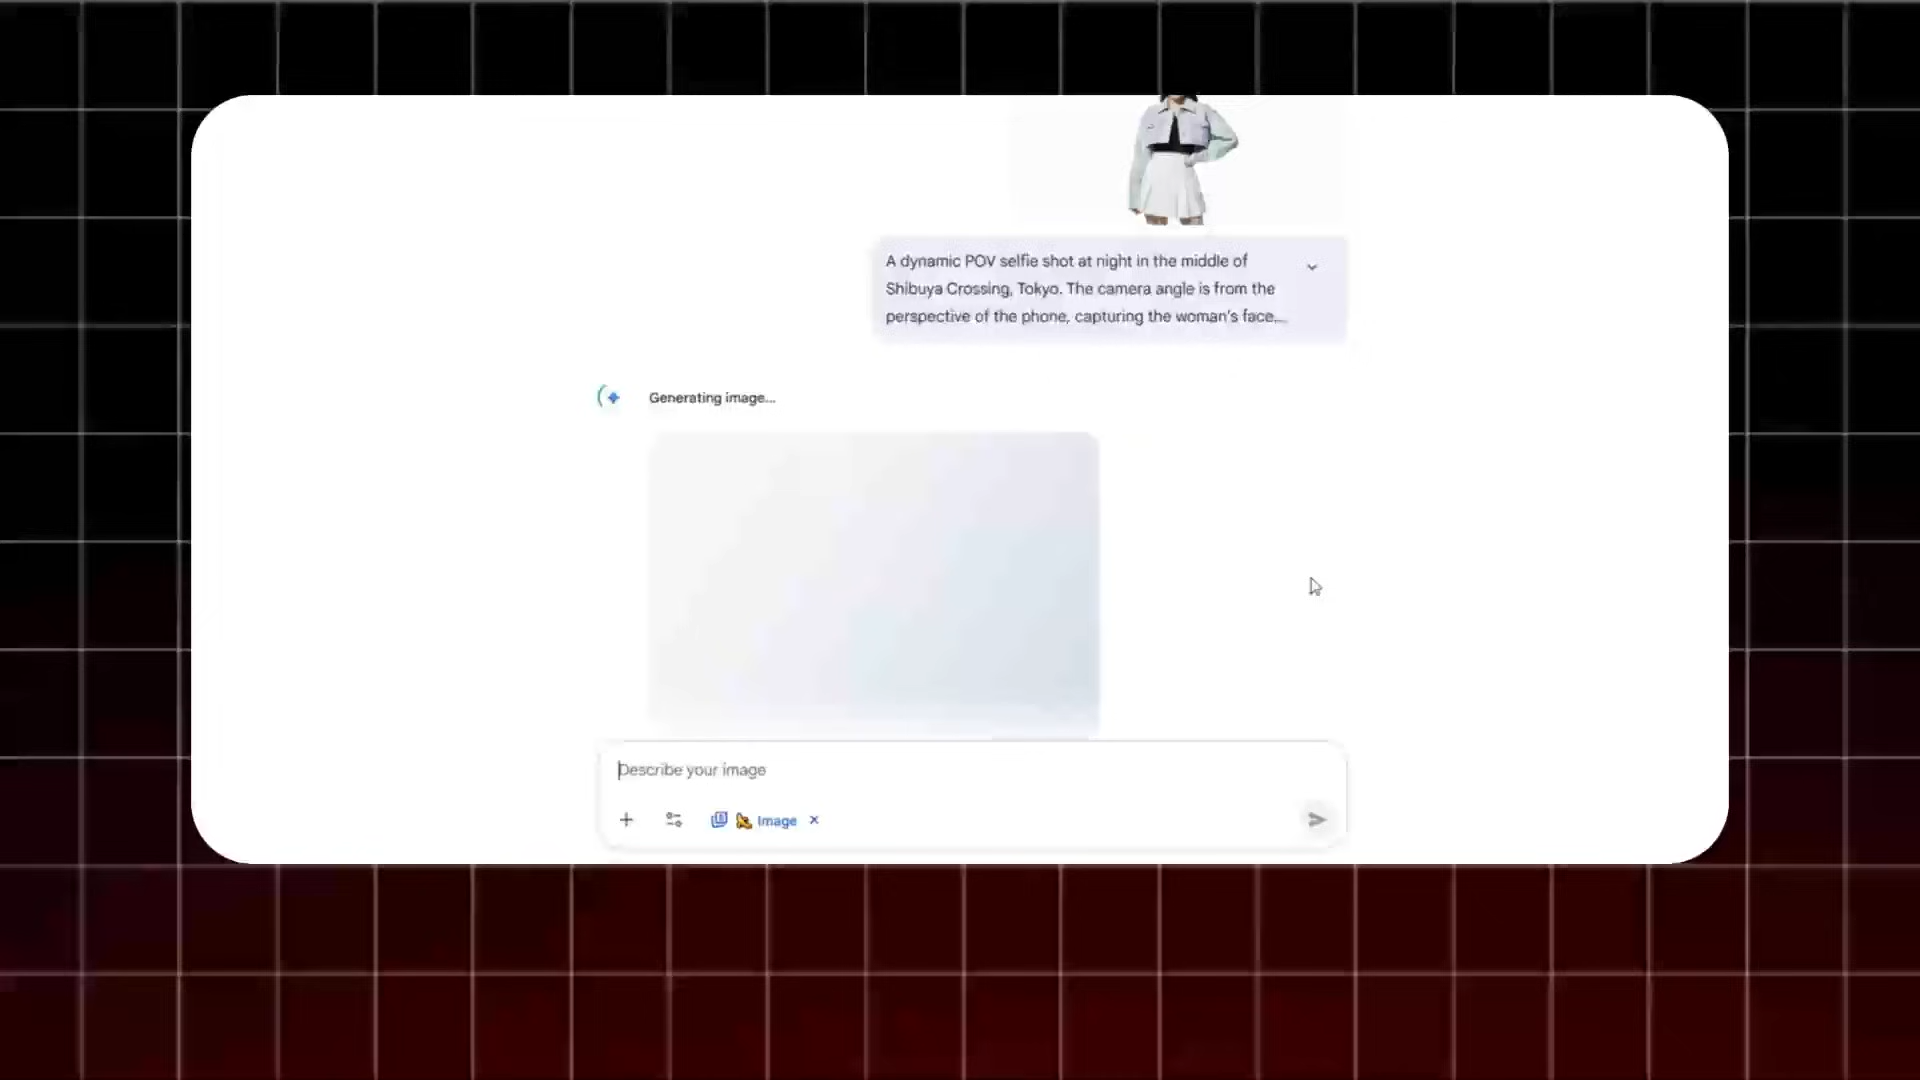 A dynamic POV selfie shot at night in the middle of
Shibuya Crossing, Tokyo. The camera angle is from the
perspective of the phone, capturing the woman's face...
Generating image...
Describe your image
Image